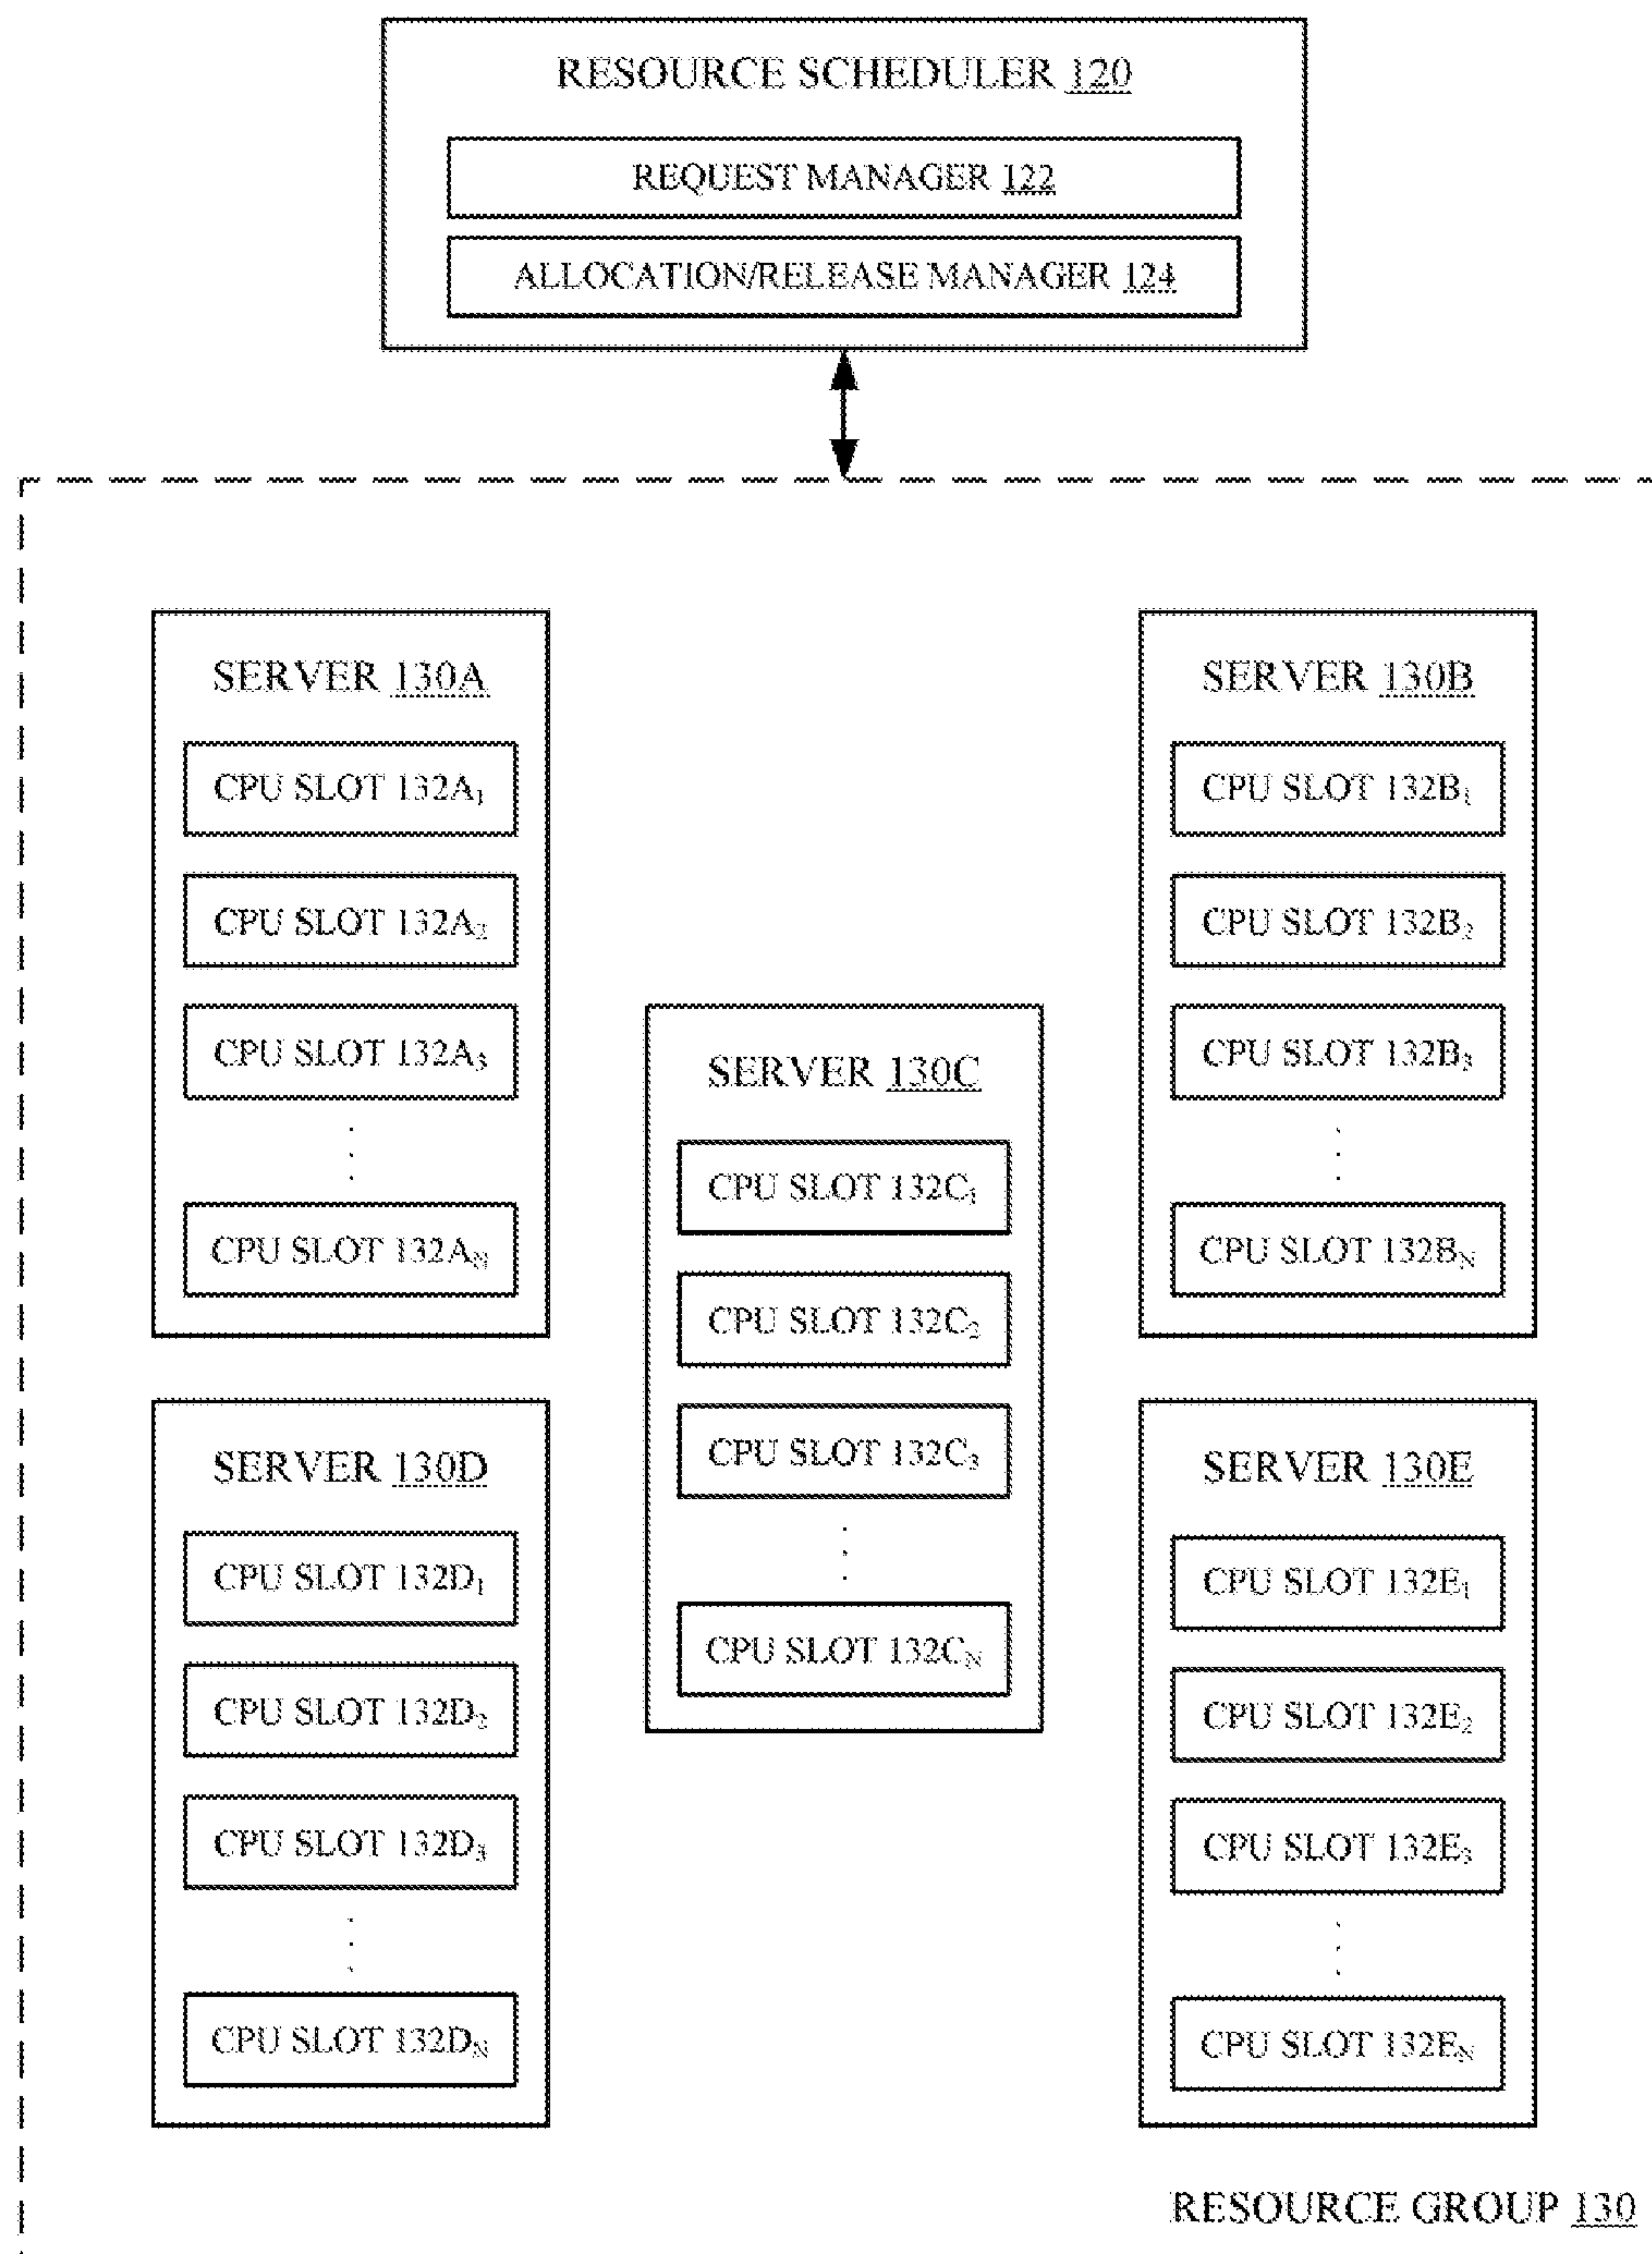 RESOURCE SCHEDULER 120
REQUEST MANAGER 122
ALLOCATION/RELEASE MANAGER 124
SERVER 130A
CPU SLOT 132A₁
CPU SLOT 132A₂
CPU SLOT 132A₃
CPU SLOT 132Aₙ
SERVER 130B
CPU SLOT 132B₁
CPU SLOT 132B₂
CPU SLOT 132B₃
CPU SLOT 132Bₙ
SERVER 130C
CPU SLOT 132C₁
CPU SLOT 132C₂
CPU SLOT 132C₃
CPU SLOT 132Cₙ
SERVER 130D
CPU SLOT 132D₁
CPU SLOT 132D₂
CPU SLOT 132D₃
CPU SLOT 132Dₙ
SERVER 130E
CPU SLOT 132E₁
CPU SLOT 132E₂
CPU SLOT 132E₃
CPU SLOT 132Eₙ
RESOURCE GROUP 130